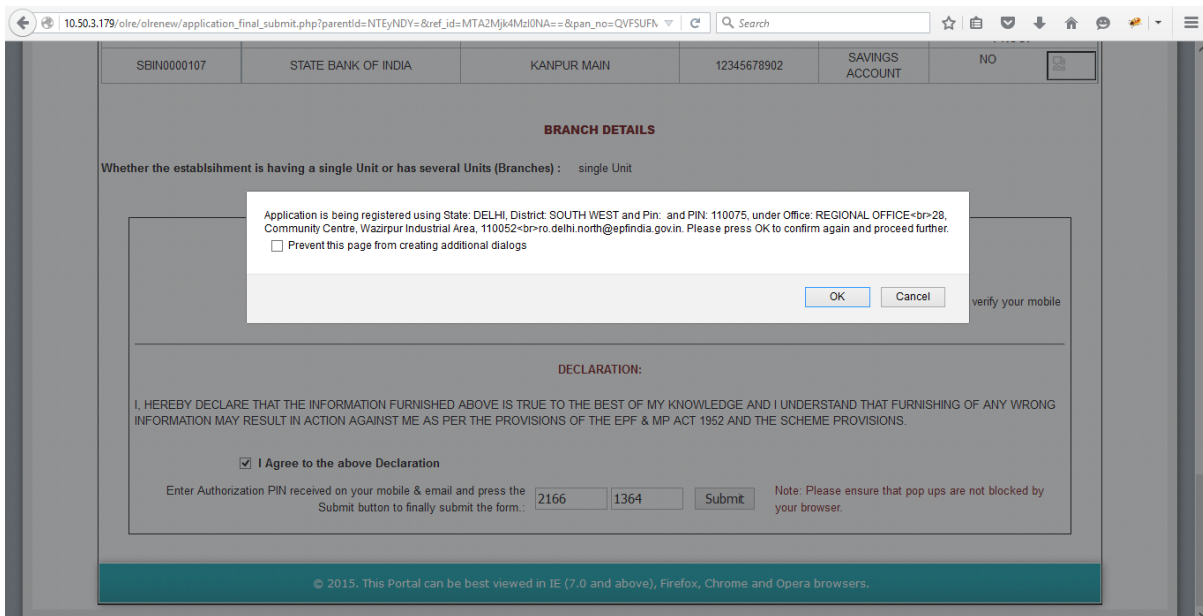 10.50.3.179/olre/olrenew/application_final_submit.php?parentId=NTEyNDY=&ref_id=MTA2Mjk4MzI0NA==&pan_no=QVFSUFN
Search
SBIN0000107 STATE BANK OF INDIA KANPUR MAIN 12345678902 SAVINGS ACCOUNT NO
BRANCH DETAILS
Whether the establsihment is having a single Unit or has several Units (Branches) : single Unit
Application is being registered using State: DELHI, District: SOUTH WEST and Pin: and PIN: 110075, under Office: REGIONAL OFFICE<br>28,
Community Centre, Wazirpur Industrial Area, 110052<br>ro.delhi.north@epfindia.gov.in. Please press OK to confirm again and proceed further.
Prevent this page from creating additional dialogs
OK Cancel
verify your mobile
DECLARATION:
I, HEREBY DECLARE THAT THE INFORMATION FURNISHED ABOVE IS TRUE TO THE BEST OF MY KNOWLEDGE AND I UNDERSTAND THAT FURNISHING OF ANY WRONG
INFORMATION MAY RESULT IN ACTION AGAINST ME AS PER THE PROVISIONS OF THE EPF & MP ACT 1952 AND THE SCHEME PROVISIONS.
I Agree to the above Declaration
Enter Authorization PIN received on your mobile & email and press the
Submit button to finally submit the form.:
2166 1364 Submit
Note: Please ensure that pop ups are not blocked by
your browser.
© 2015. This Portal can be best viewed in IE (7.0 and above), Firefox, Chrome and Opera browsers.